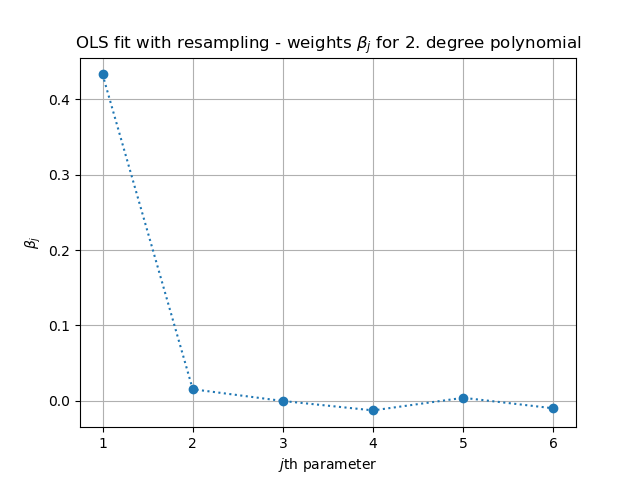 OLS fit with resampling - weights βj for 2. degree polynomial
0.4
0.3
0.2
0.1
0.0
βj
1 2 3 4 5 6
jth parameter